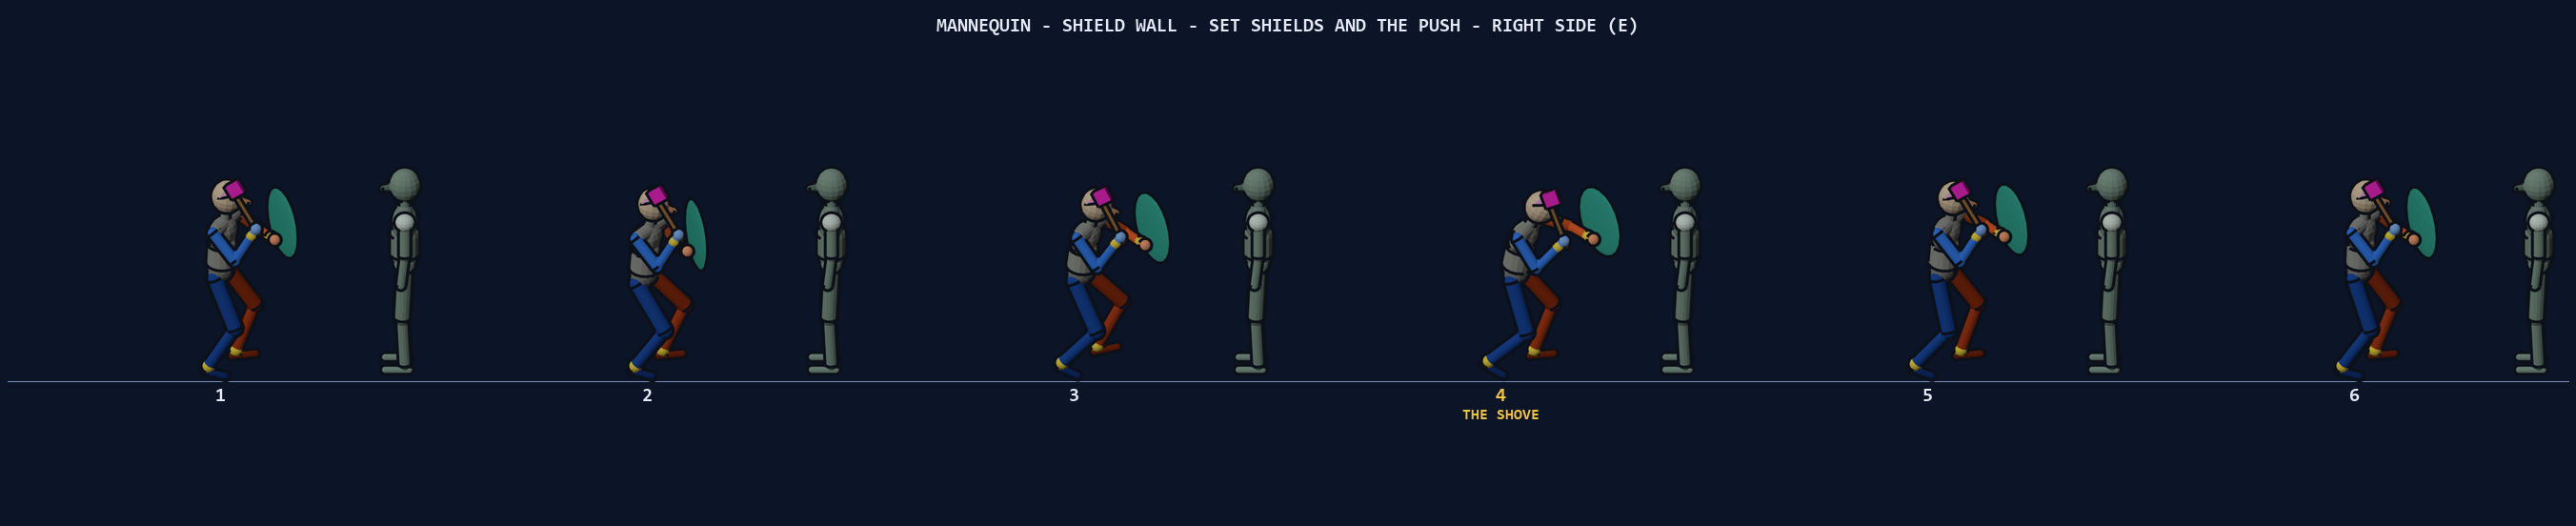 MANNEQUIN - SHIELD WALL - SET SHIELDS AND THE PUSH - RIGHT SIDE (E)
1 2 3 4 5 6
THE SHOVE